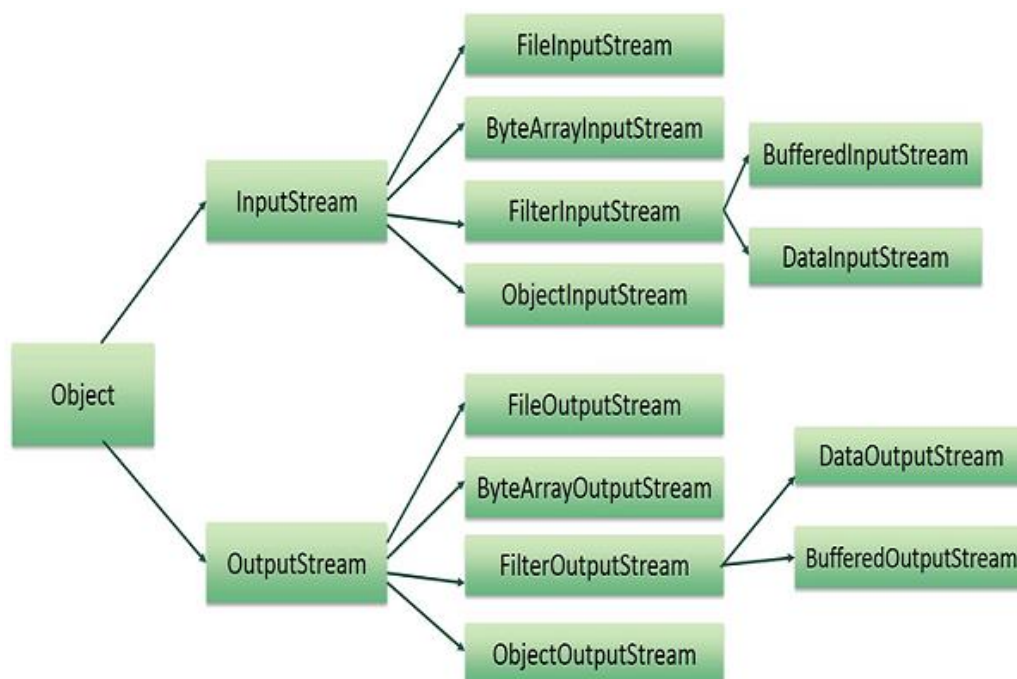 FileInputStream
ByteArrayInputStream
BufferedInputStream
InputStream
FilterInputStream
DataInputStream
ObjectInputStream
Object
FileOutputStream
DataOutputStream
ByteArrayOutputStream
OutputStream
FilterOutputStream
BufferedOutputStream
ObjectOutputStream